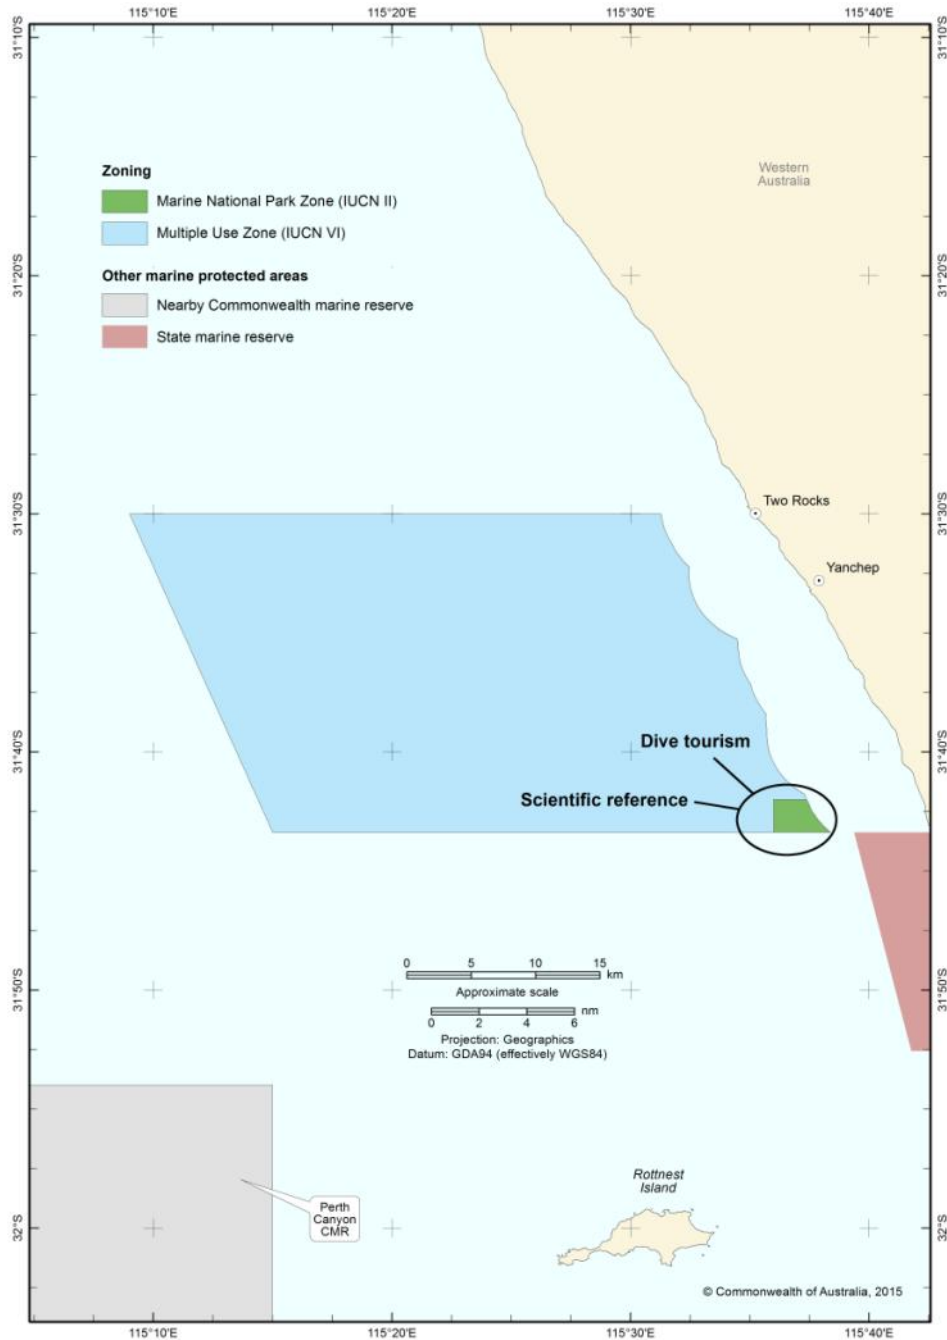 115°10'E
115°20'E
115°30'E
115°40'E
31°10'S
31°10'S
Zoning
Marine National Park Zone (IUCN II)
Multiple Use Zone (IUCN VI)
Other marine protected areas
Nearby Commonwealth marine reserve
State marine reserve
Western
Australia
31°20'S
31°20'S
31°30'S
Two Rocks
31°30'S
Yanchep
31°40'S
Dive tourism
31°40'S
Scientific reference
0 5 10 15
km
Approximate scale
nm
0 2 4 6
Projection: Geographics
Datum: GDA94 (effectively WGS84)
31°50'S
31°50'S
Perth
Canyon
CMR
Rottnest
Island
32°S
32°S
© Commonwealth of Australia, 2015
115°10'E
115°20'E
115°30'E
115°40'E